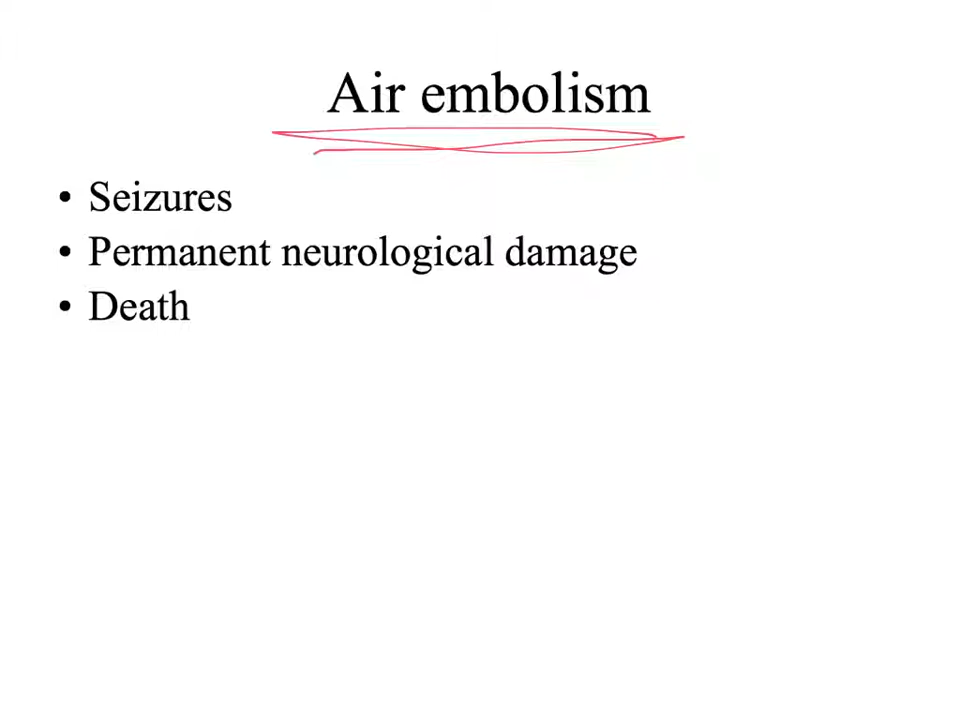 Air embolism
• Seizures
• Permanent neurological damage
• Death